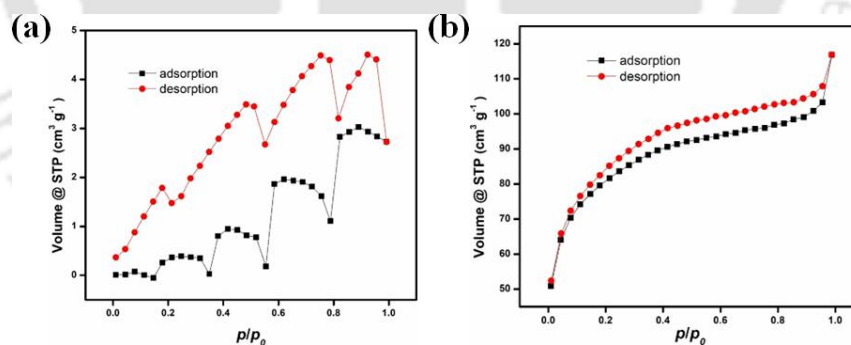 (a)
Volume @ STP (cm³ g⁻¹)
5
4
3
2
1
0
adsorption
desorption
0.0 0.2 0.4 0.6 0.8 1.0
p/p₀
(b)
Volume @ STP (cm³ g⁻¹)
120
110
100
90
80
70
60
50
adsorption
desorption
0.0 0.2 0.4 0.6 0.8 1.0
p/p₀